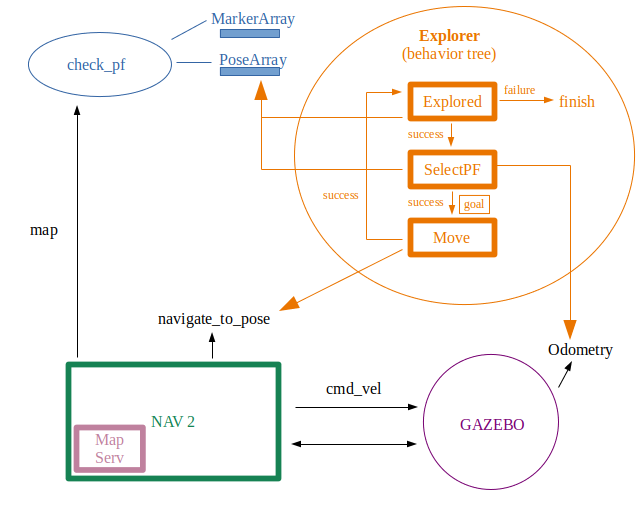 MarkerArray
check_pf
PoseArray
Explorer
(behavior tree)
Explored
failure
finish
success
SelectPF
success
success
goal
Move
map
navigate_to_pose
Odometry
cmd_vel
NAV 2
Map
Serv
GAZEBO